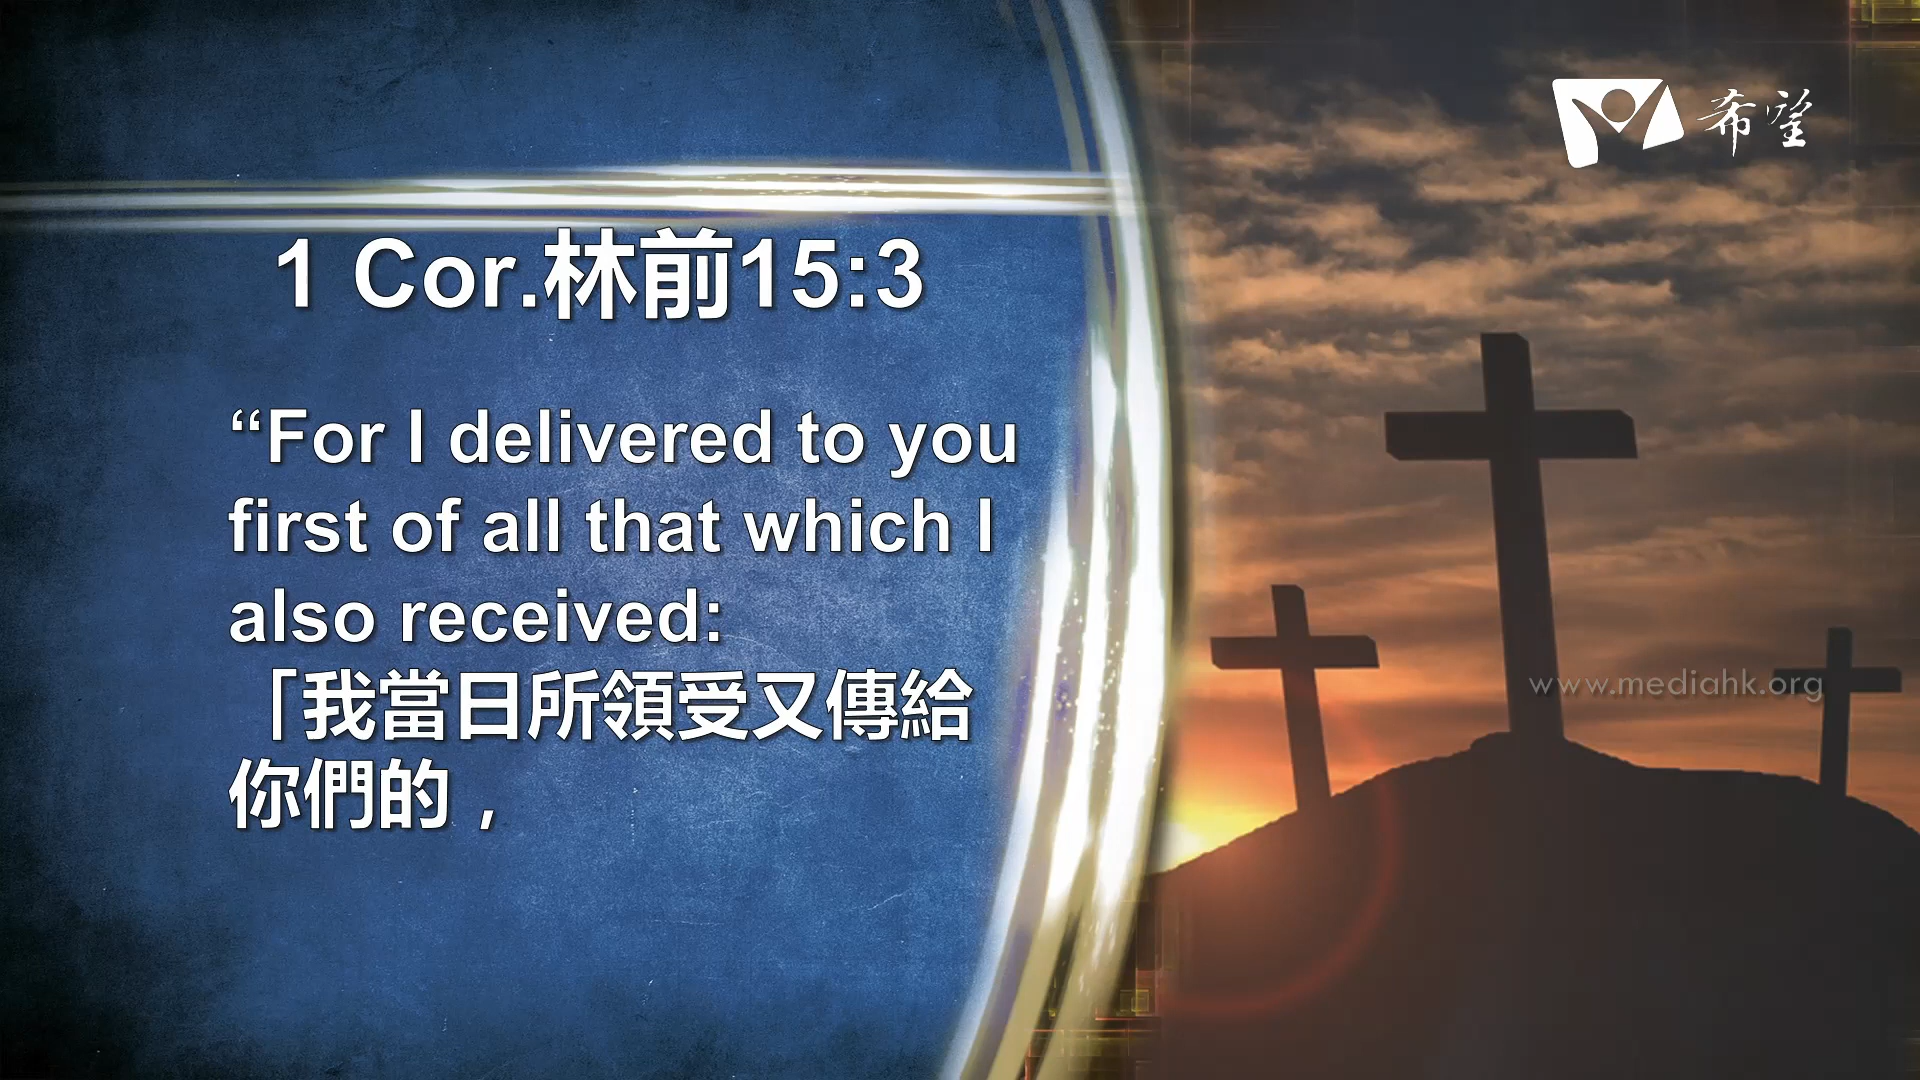 希望
1 Cor.林前15:3
“For I delivered to you
first of all that which I
also received:
「我當日所領受又傳給
你們的，
www.mediahk.org